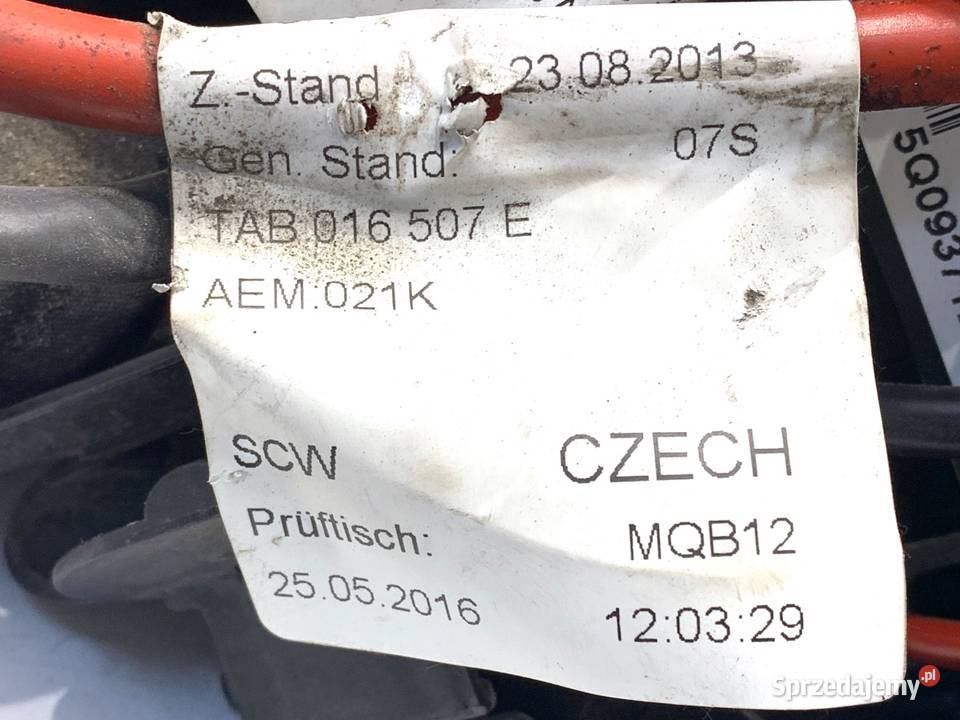 Z.-Stand 23.08.2013
Gen. Stand: 07S
TAB 016 507 E
AEM:021K
SCW CZECH
Prüftisch: MQB12
25.05.2016 12:03:29
5Q0937
Sprzedajemy.pl